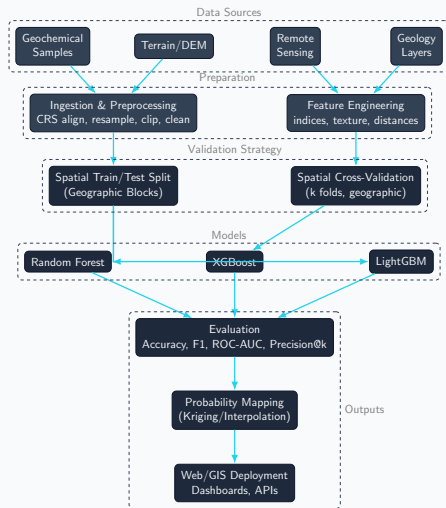 Data Sources
Geochemical
Samples
Terrain/DEM
Remote
Sensing
Geology
Layers
Preparation
Ingestion & Preprocessing
CRS align, resample, clip, clean
Feature Engineering
indices, texture, distances
Validation Strategy
Spatial Train/Test Split
(Geographic Blocks)
Spatial Cross-Validation
(k folds, geographic)
Models
Random Forest
XGBoost
LightGBM
Evaluation
Accuracy, F1, ROC-AUC, Precision@k
Probability Mapping
(Kriging/Interpolation)
Outputs
Web/GIS Deployment
Dashboards, APIs